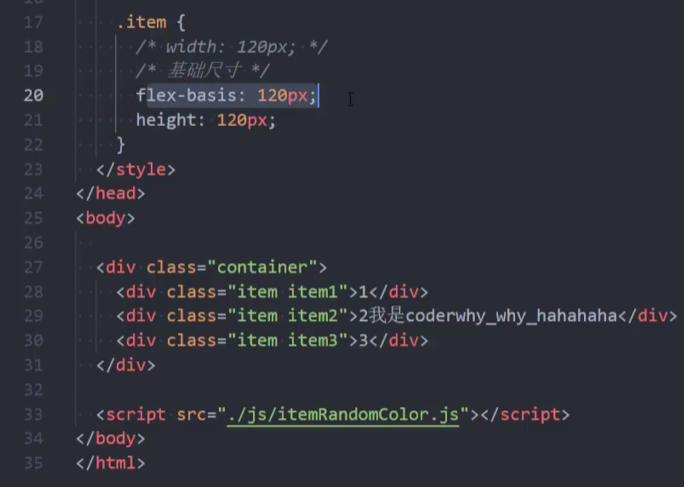 17 .item {
18 /* width: 120px; */
19 /* 基础尺寸 */
20 flex-basis: 120px;
21 height: 120px;
22 }
23 </style>
24 </head>
25 <body>
26
27 <div class="container">
28 <div class="item item1">1</div>
29 <div class="item item2">2我是coderwhy_why_hahahaha</div>
30 <div class="item item3">3</div>
31 </div>
32
33 <script src="./js/itemRandomColor.js"></script>
34 </body>
35 </html>